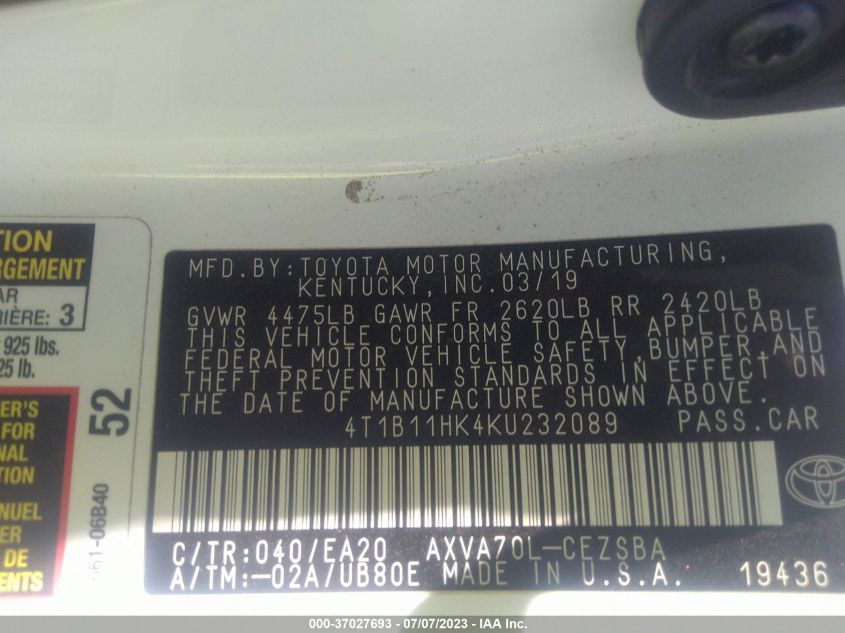 TION
RGEMENT
AR
RIÈRE: 3
925 lbs.
25 lb.
ER'S
FOR
NAL
TION
NUEL
ER
DE
ENTS
52
61-06B40
MFD.BY:TOYOTA MOTOR MANUFACTURING,
KENTUCKY,INC.03/19
GVWR 4475LB GAWR FR 2620LB RR 2420LB
THIS VEHICLE CONFORMS TO ALL APPLICABLE
FEDERAL MOTOR VEHICLE SAFETY,BUMPER,AND
THEFT PREVENTION STANDARDS IN EFFECT ON
THE DATE OF MANUFACTURE SHOWN ABOVE.
4T1B11HK4KU232089 PASS.CAR
C/TR:040/EA20 AXVA70L-CEZSBA
A/TM:-02A/UB80E MADE IN U.S.A. 19436
000-37027693 - 07/07/2023 - IAA Inc.